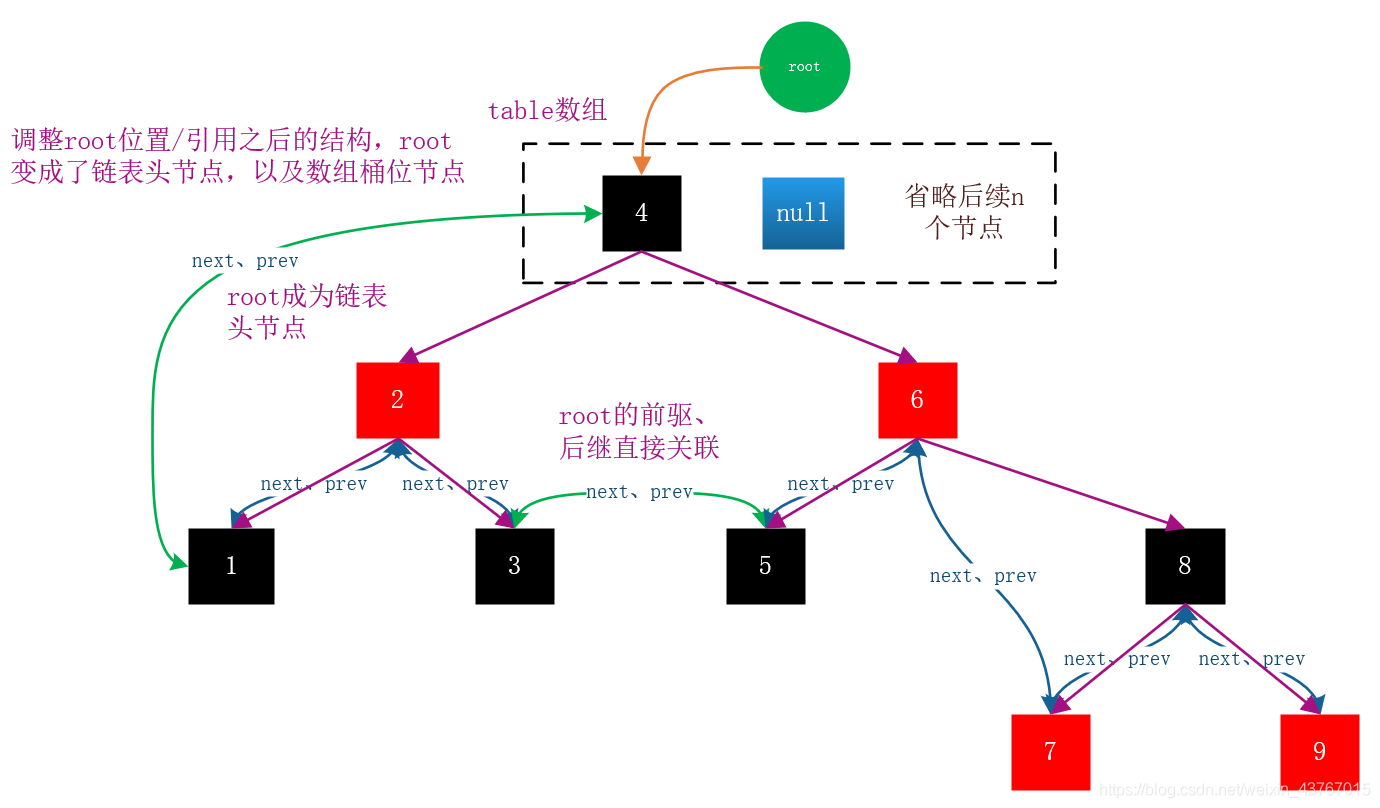 root
table数组
调整root位置/引用之后的结构，root
变成了链表头节点，以及数组桶位节点
4
null
省略后续n
个节点
next、prev
root成为链表
头节点
2
6
root的前驱、
后继直接关联
next、prev
next、prev
next、prev
next、prev
1
3
5
8
next、prev
next、prev
next、prev
7
9
https://blog.csdn.net/weixin_43767015